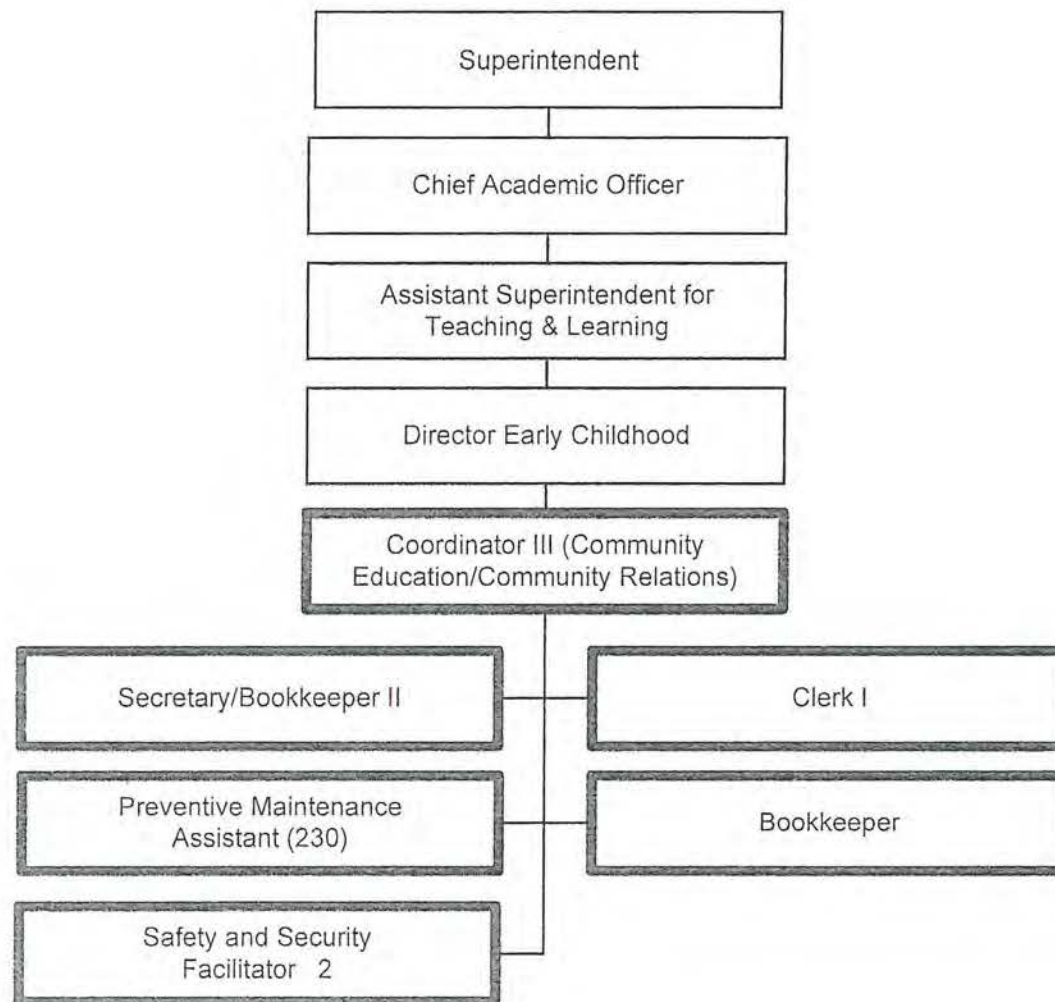 Superintendent
Chief Academic Officer
Assistant Superintendent for
Teaching & Learning
Director Early Childhood
Coordinator III (Community
Education/Community Relations)
Secretary/Bookkeeper II
Clerk I
Preventive Maintenance
Assistant (230)
Bookkeeper
Safety and Security
Facilitator 2